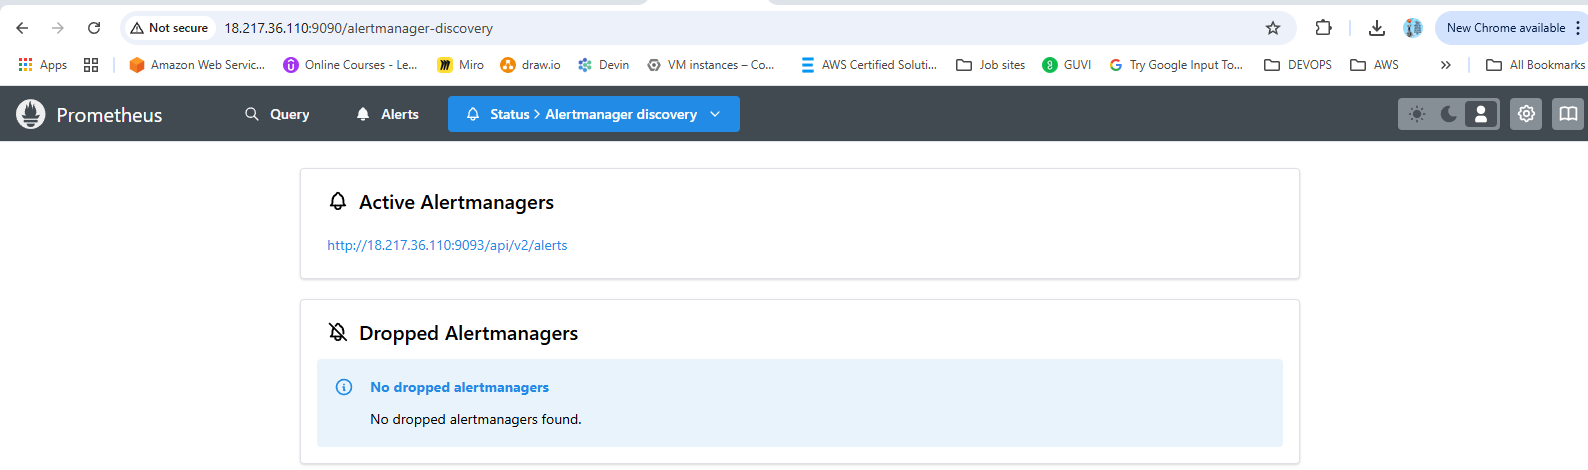 Not secure 18.217.36.110:9090/alertmanager-discovery New Chrome available
Apps Amazon Web Servic... Online Courses - Le... Miro draw.io Devin VM instances – Co... AWS Certified Soluti... Job sites GUVI Try Google Input To... DEVOPS AWS » All Bookmarks
Prometheus Query Alerts Status > Alertmanager discovery
Active Alertmanagers
http://18.217.36.110:9093/api/v2/alerts
Dropped Alertmanagers
No dropped alertmanagers
No dropped alertmanagers found.